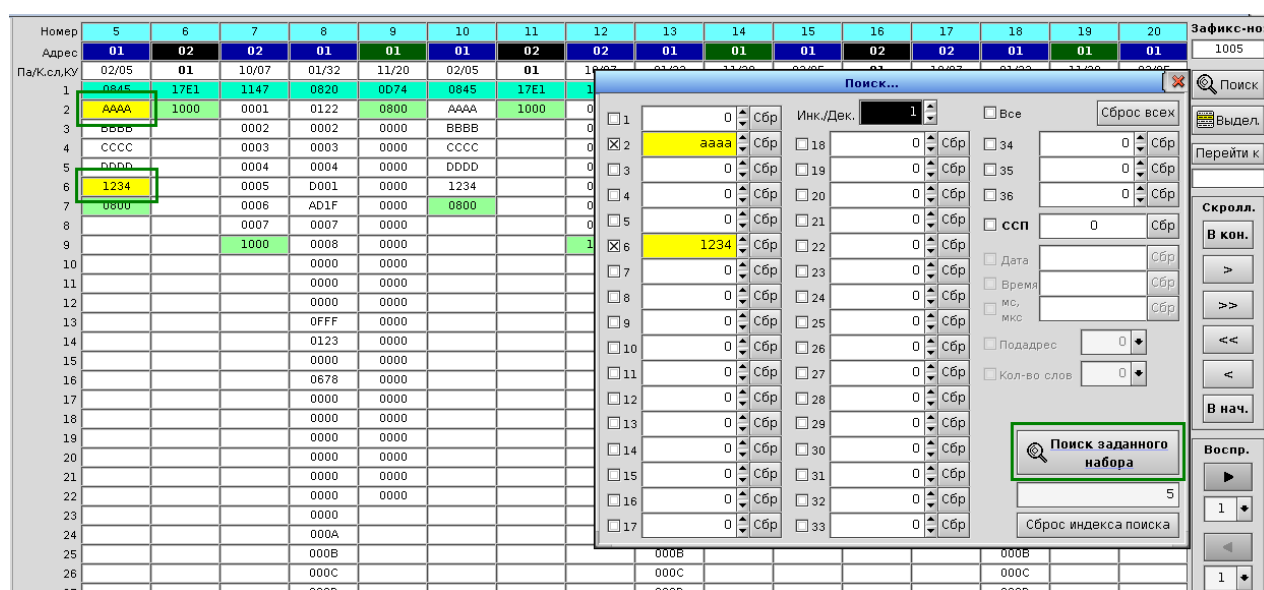 Номер 5 6 7 8 9 10 11 12 13 14 15 16 17 18 19 20 Зафикс-но
Адрес 01 02 02 01 01 01 02 02 01 01 01 02 02 01 01 01 1005
Па/К.сл,КУ 02/05 01 10/07 01/32 11/20 02/05 01
1 0845 17E1 1147 0820 0D74 0845 17E1 1
2 AAAA 1000 0001 0122 0800 AAAA 1000 0
3 BBBB 0002 0002 0000 BBBB 0
4 CCCC 0003 0003 0000 CCCC 0
5 DDDD 0004 0004 0000 DDDD 0
6 1234 0005 D001 0000 1234 0
7 0800 0006 AD1F 0000 0800 0
8 0007 0007 0000 0
9 1000 0008 0000 1
10 0000 0000
11 0000 0000
12 0000 0000
13 0FFF 0000
14 0123 0000
15 0000 0000
16 0678 0000
17 0000 0000
18 0000 0000
19 0000 0000
20 0000 0000
21 0000 0000
22 0000 0000
23 0000
24 000A
25 000B 000B 000B
26 000C 000C 000C
Поиск...
1 0 Сбр Инк./Дек. 1 Все Сброс всех
2 aaaa Сбр 18 0 Сбр 34 0 Сбр
3 0 Сбр 19 0 Сбр 35 0 Сбр
4 0 Сбр 20 0 Сбр 36 0 Сбр
5 0 Сбр 21 0 Сбр ССП 0 Сбр
6 1234 Сбр 22 0 Сбр Дата Сбр
7 0 Сбр 23 0 Сбр Время Сбр
8 0 Сбр 24 0 Сбр мс, мкс Сбр
9 0 Сбр 25 0 Сбр
10 0 Сбр 26 0 Сбр Подадрес 0
11 0 Сбр 27 0 Сбр Кол-во слов 0
12 0 Сбр 28 0 Сбр
13 0 Сбр 29 0 Сбр
14 0 Сбр 30 0 Сбр Поиск заданного
набора
15 0 Сбр 31 0 Сбр
16 0 Сбр 32 0 Сбр 5
17 0 Сбр 33 0 Сбр Сброс индекса поиска
Поиск
Выдел.
Перейти к
Скролл.
В кон.
>
>>
<<
<
В нач.
Воспр.
1
1